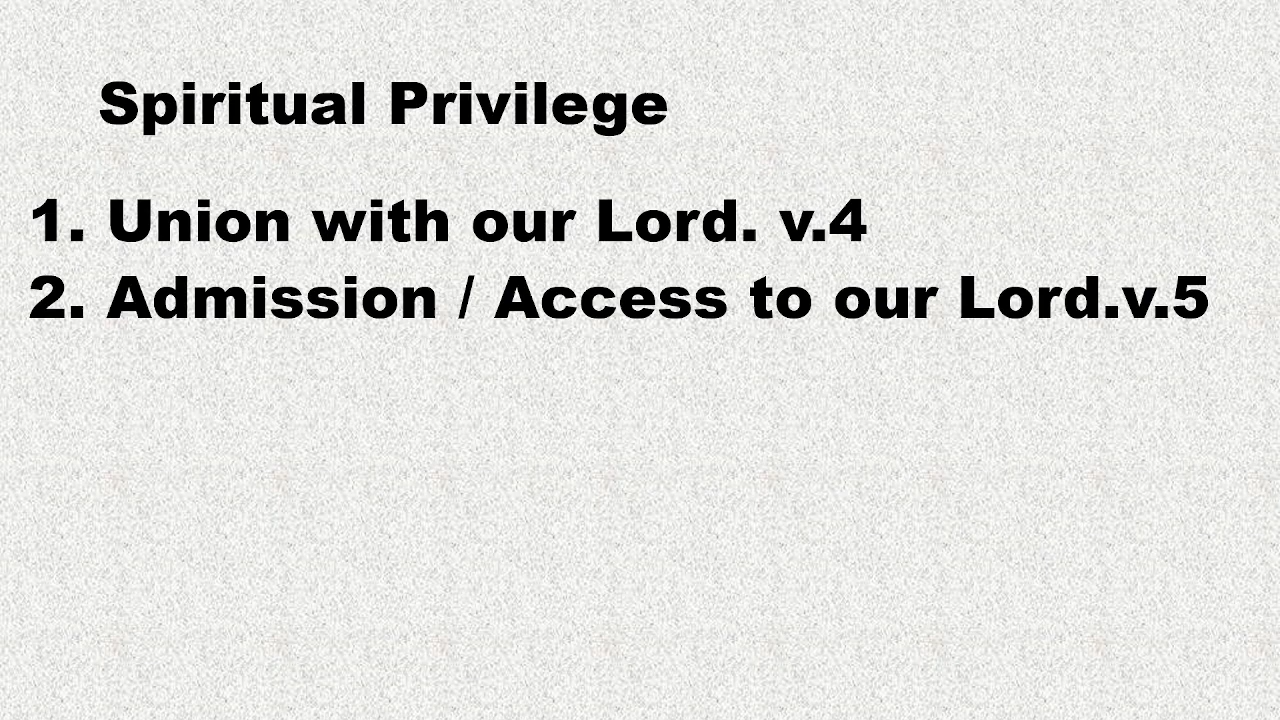 Spiritual Privilege
1. Union with our Lord. v.4
2. Admission / Access to our Lord.v.5